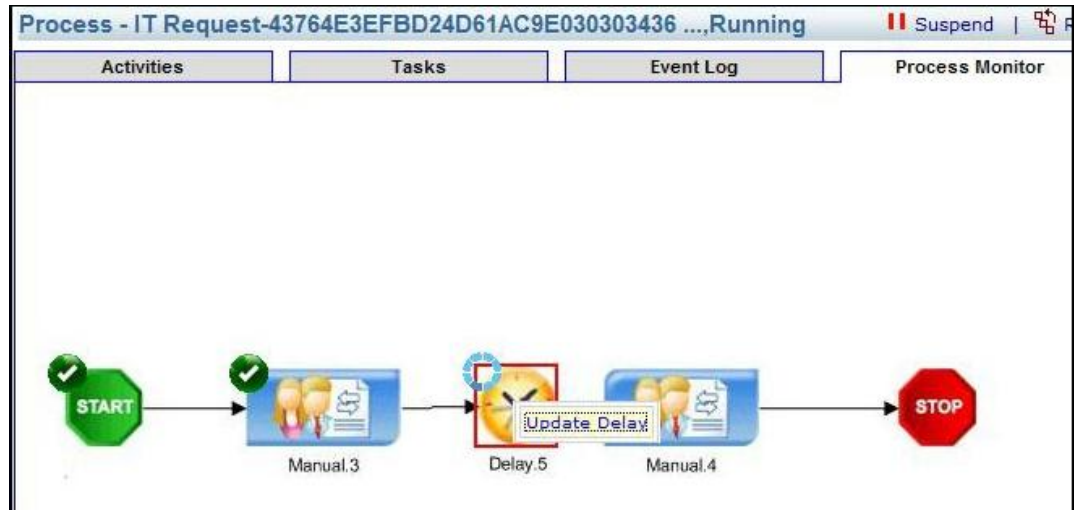 Process - IT Request-43764E3EFBD24D61AC9E030303436 ...,Running Suspend |
Activities Tasks Event Log Process Monitor
START STOP
Update Delay
Manual.3 Delay.5 Manual.4